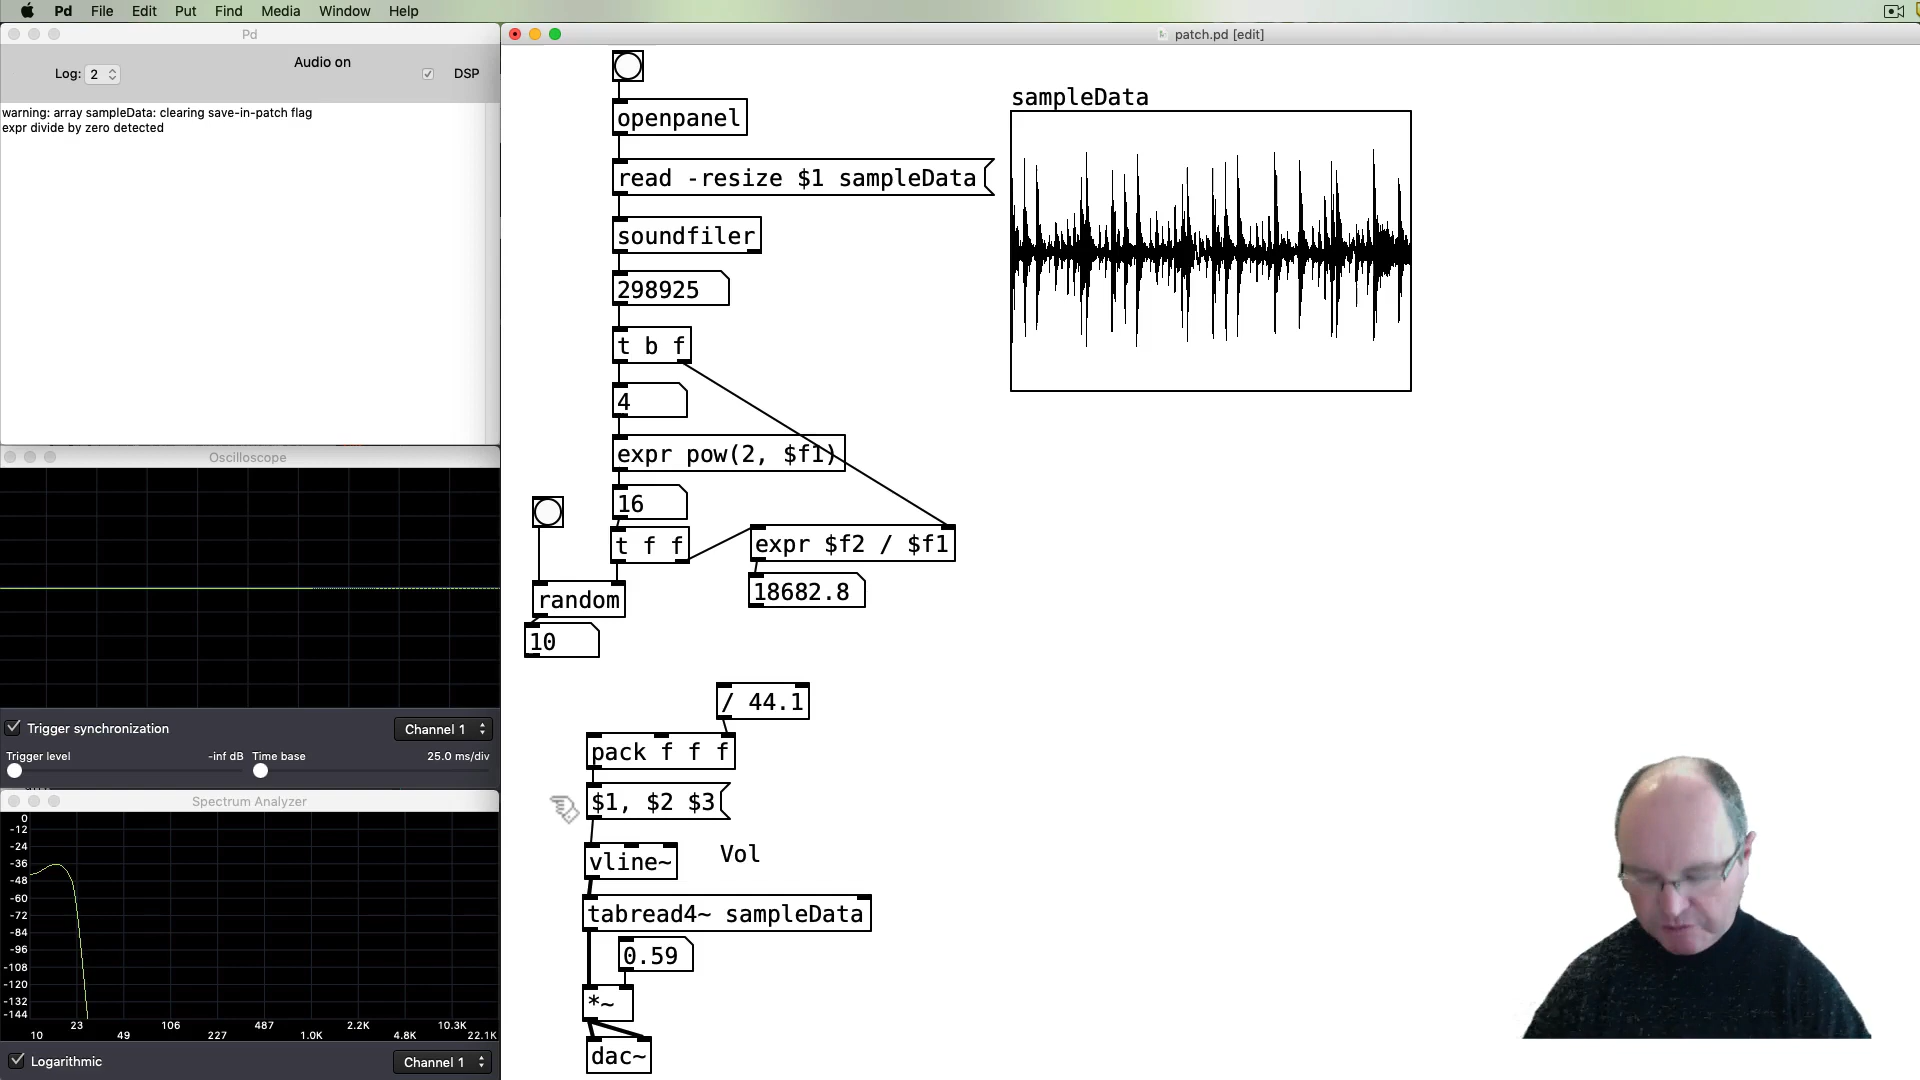 Pd File Edit Put Find Media Window Help
Pd
Log: 2
Audio on
DSP
warning: array sampleData: clearing save-in-patch flag
expr divide by zero detected
Oscilloscope
Trigger synchronization
Channel 1
Trigger level
-inf dB
Time base
25.0 ms/div
Spectrum Analyzer
0
-12
-24
-36
-48
-60
-72
-84
-96
-108
-120
-132
-144
10
23
49
106
227
487
1.0K
2.2K
4.8K
10.3K
22.1K
Logarithmic
Channel 1
patch.pd [edit]
openpanel
read -resize $1 sampleData
soundfiler
298925
t b f
4
expr pow(2, $f1)
16
t f f
expr $f2 / $f1
18682.8
random
10
/ 44.1
pack f f f
$1, $2 $3
vline~
Vol
tabread4~ sampleData
0.59
*~
dac~
sampleData